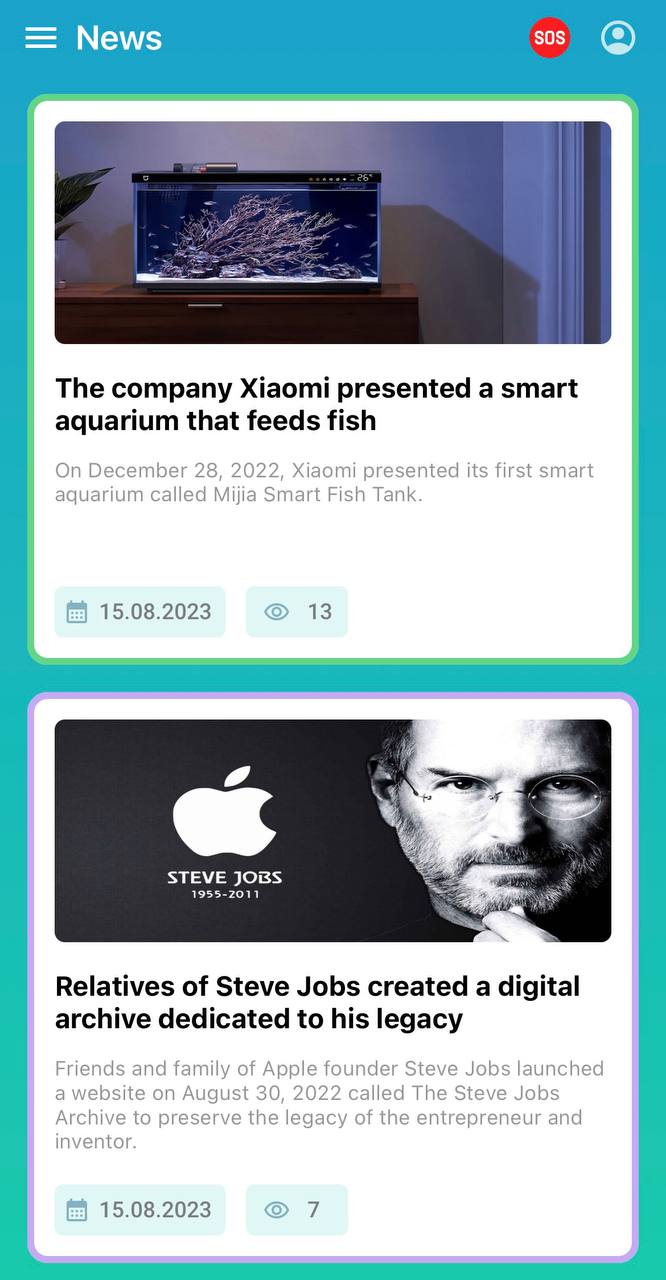 News
SOS
26°
The company Xiaomi presented a smart
aquarium that feeds fish
On December 28, 2022, Xiaomi presented its first smart
aquarium called Mijia Smart Fish Tank.
15.08.2023
13
STEVE JOBS
1955-2011
Relatives of Steve Jobs created a digital
archive dedicated to his legacy
Friends and family of Apple founder Steve Jobs launched
a website on August 30, 2022 called The Steve Jobs
Archive to preserve the legacy of the entrepreneur and
inventor.
15.08.2023
7